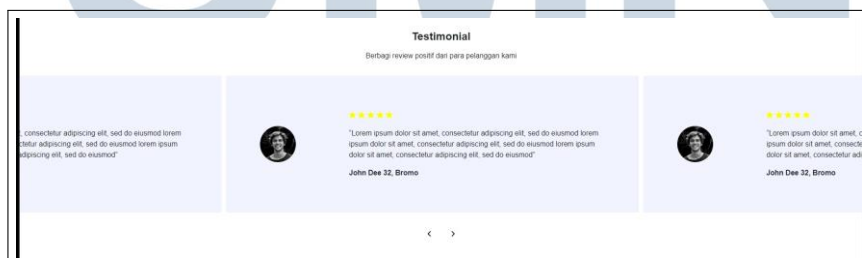 Testimonial
Berbagi review positif dari para pelanggan kami
, consectetur adipiscing elit, sed do eiusmod lorem
ctetur adipiscing elit, sed do eiusmod lorem ipsum
adipiscing elit, sed do eiusmod"
"Lorem ipsum dolor sit amet, consectetur adipiscing elit, sed do eiusmod lorem
ipsum dolor sit amet, consectetur adipiscing elit, sed do eiusmod lorem ipsum
dolor sit amet, consectetur adipiscing elit, sed do eiusmod"
John Dee 32, Bromo
"Lorem ipsum dolor sit amet, c
ipsum dolor sit amet, consecte
dolor sit amet, consectetur adi
John Dee 32, Bromo